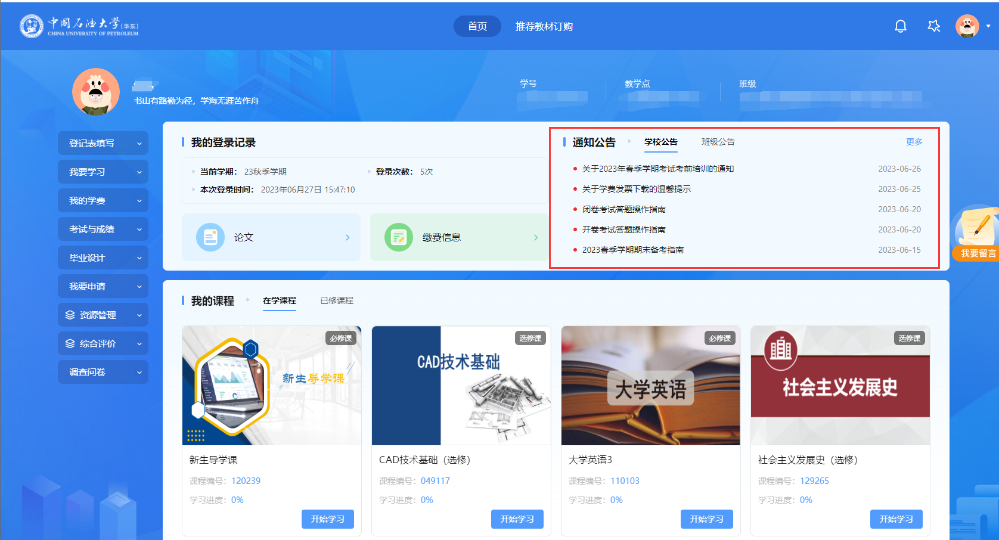 中国石油大学(华东)
CHINA UNIVERSITY OF PETROLEUM
首页
推荐教材订购
书山有路勤为径，学海无涯苦作舟
学号
教学点
班级
登记表填写
我要学习
我的学费
考试与成绩
毕业设计
我要申请
资源管理
综合评价
调查问卷
我的登录记录
当前学期： 23秋季学期
登录次数： 5次
本次登录时间： 2023年06月27日 15:47:10
论文
缴费信息
通知公告
学校公告
班级公告
更多
关于2023年春季学期考试考前培训的通知 2023-06-26
关于学费发票下载的温馨提示 2023-06-25
闭卷考试答题操作指南 2023-06-20
开卷考试答题操作指南 2023-06-20
2023春季学期期末备考指南 2023-06-15
我要留言
我的课程
在学课程
已修课程
必修课
新生导学课
新生导学课
课程编号：120239
学习进度：0%
开始学习
选修课
CAD技术基础
CAD技术基础（选修）
课程编号：049117
学习进度：0%
开始学习
必修课
大学英语
大学英语3
课程编号：110103
学习进度：0%
开始学习
选修课
社会主义发展史
社会主义发展史（选修）
课程编号：129265
学习进度：0%
开始学习